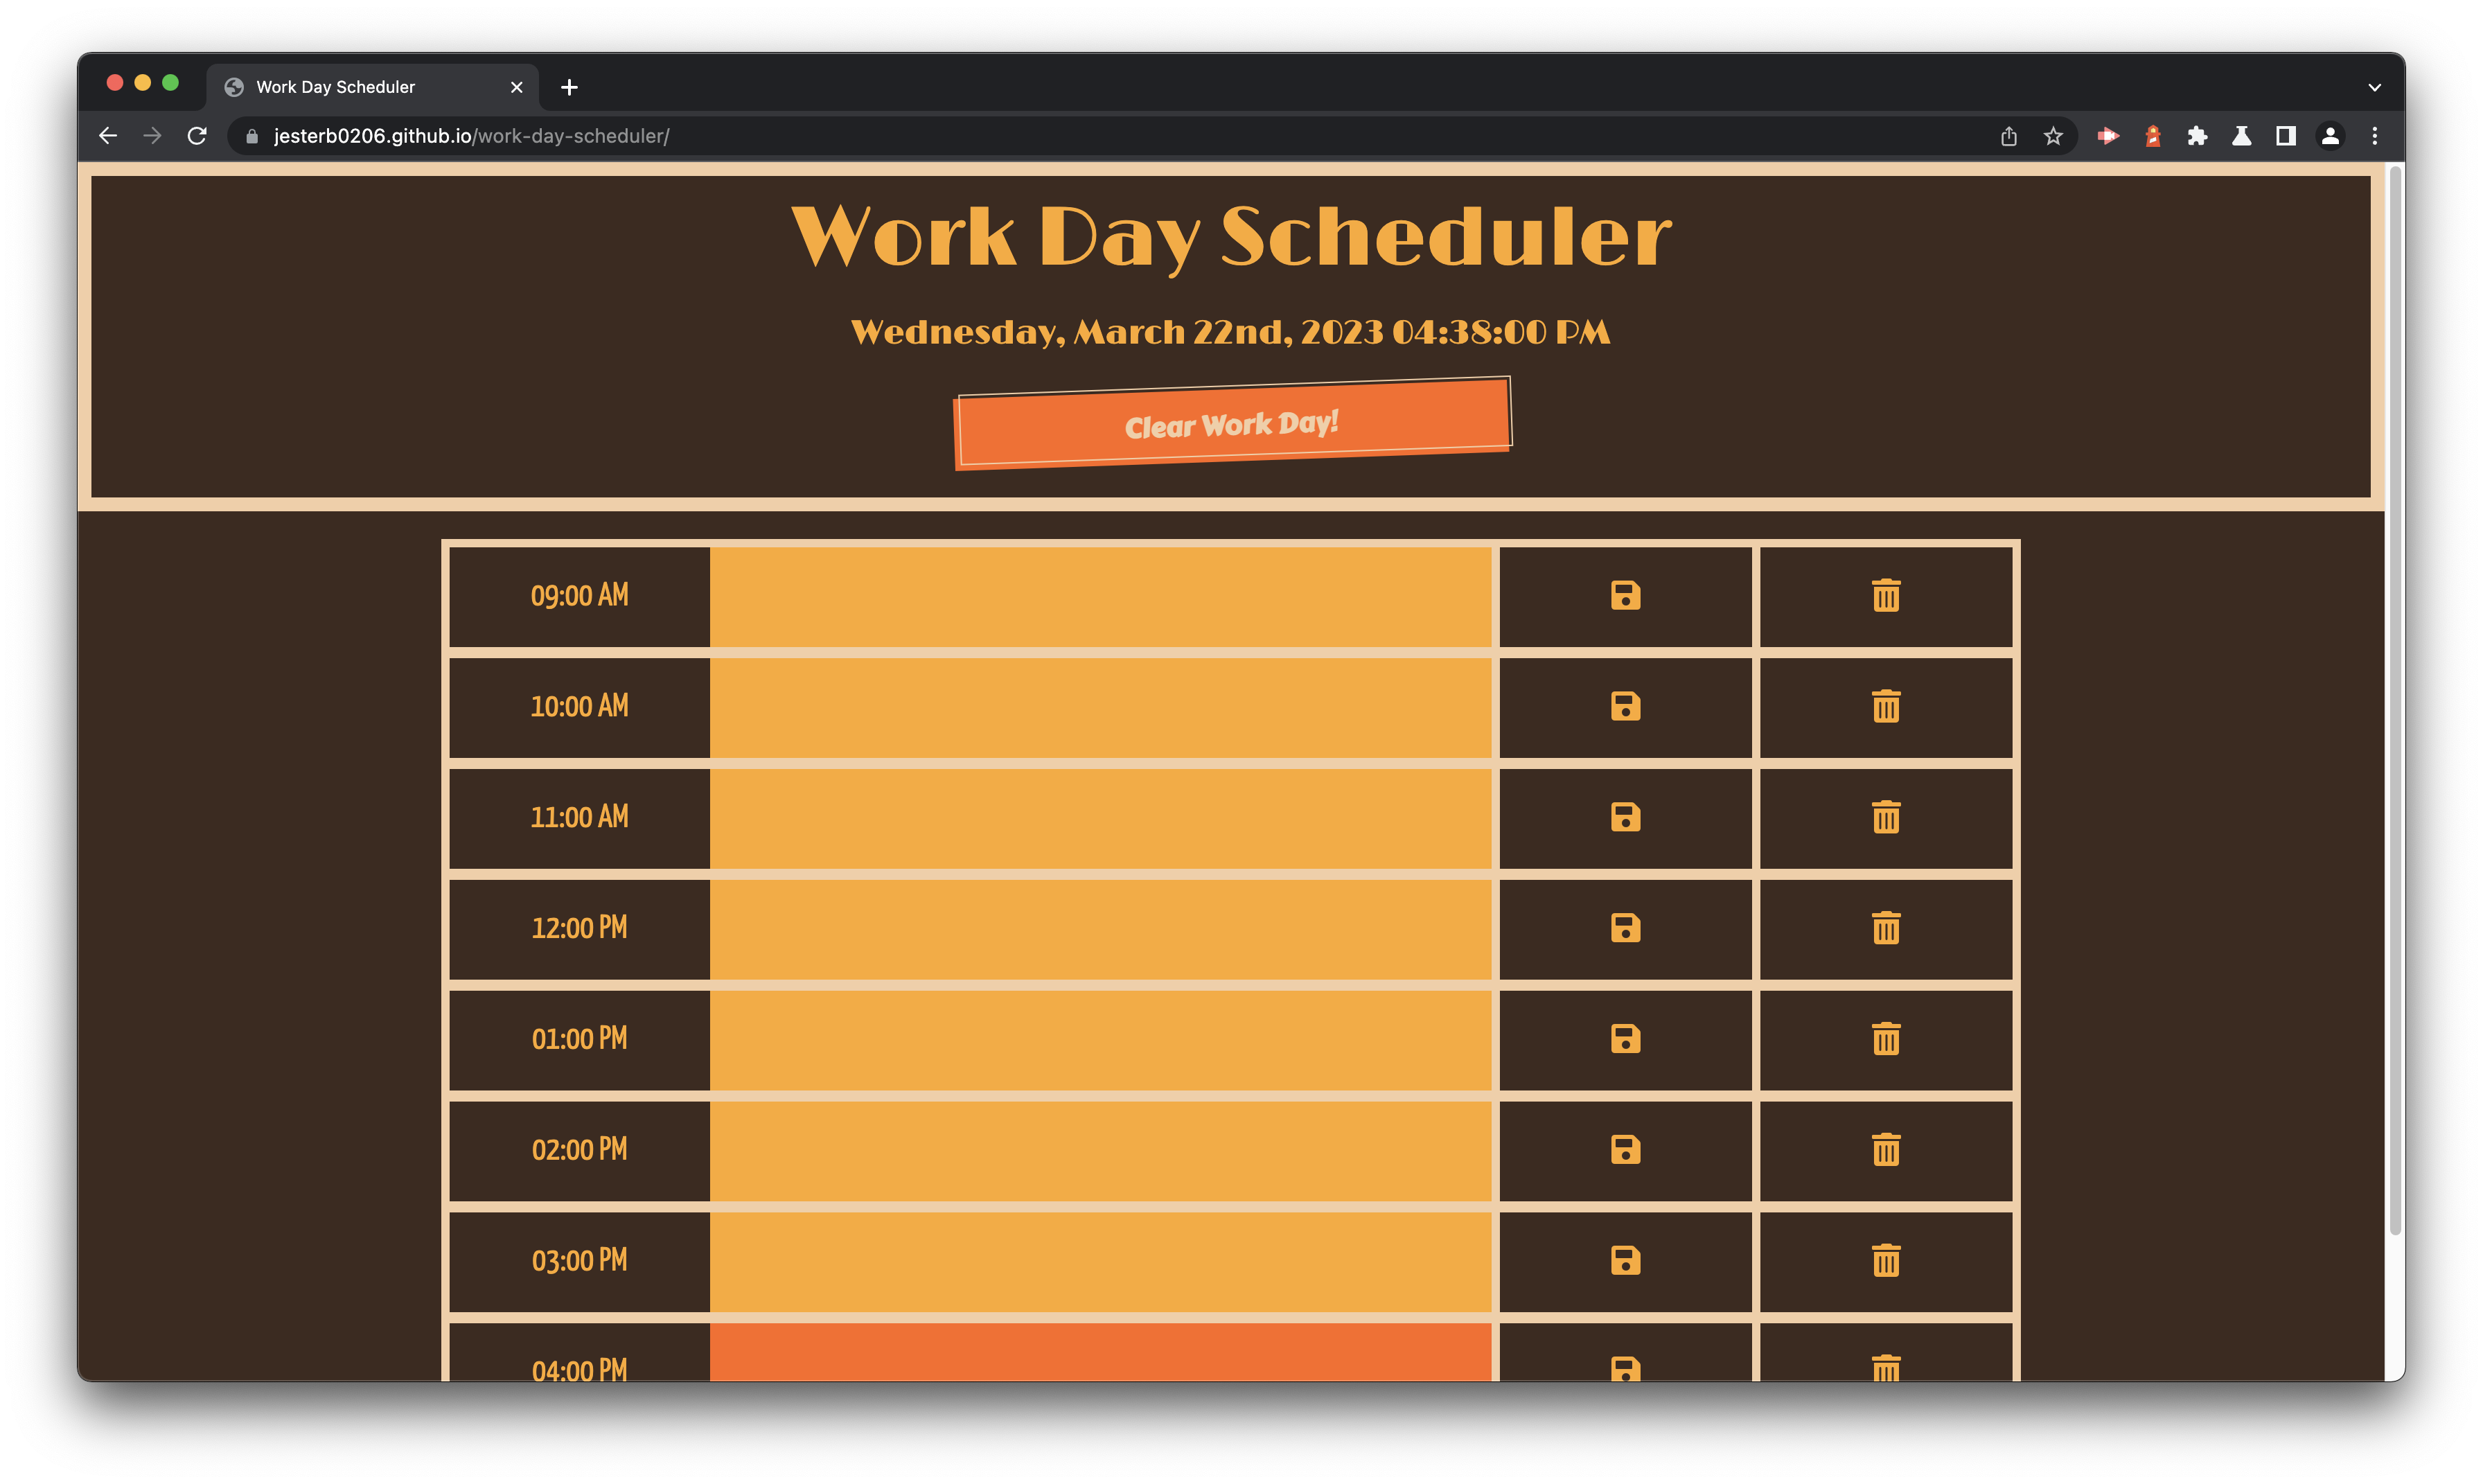 Work Day Scheduler
jesterb0206.github.io/work-day-scheduler/
Work Day Scheduler
Wednesday, March 22nd, 2023 04:38:00 PM
Clear Work Day!
09:00 AM
10:00 AM
11:00 AM
12:00 PM
01:00 PM
02:00 PM
03:00 PM
04:00 PM